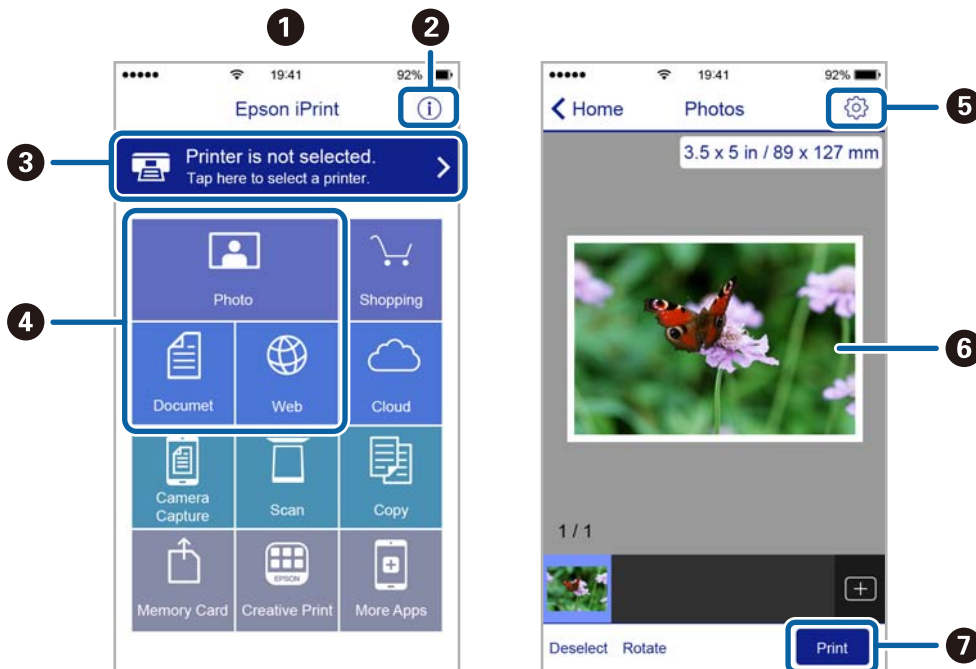 1
2
19:41
92%
Epson iPrint
3
Printer is not selected.
Tap here to select a printer.
4
Photo
Shopping
Documet
Web
Cloud
Camera
Capture
Scan
Copy
EPSON
Memory Card
Creative Print
More Apps
19:41
92%
Home
Photos
5
3.5 x 5 in / 89 x 127 mm
6
1 / 1
Deselect
Rotate
Print
7